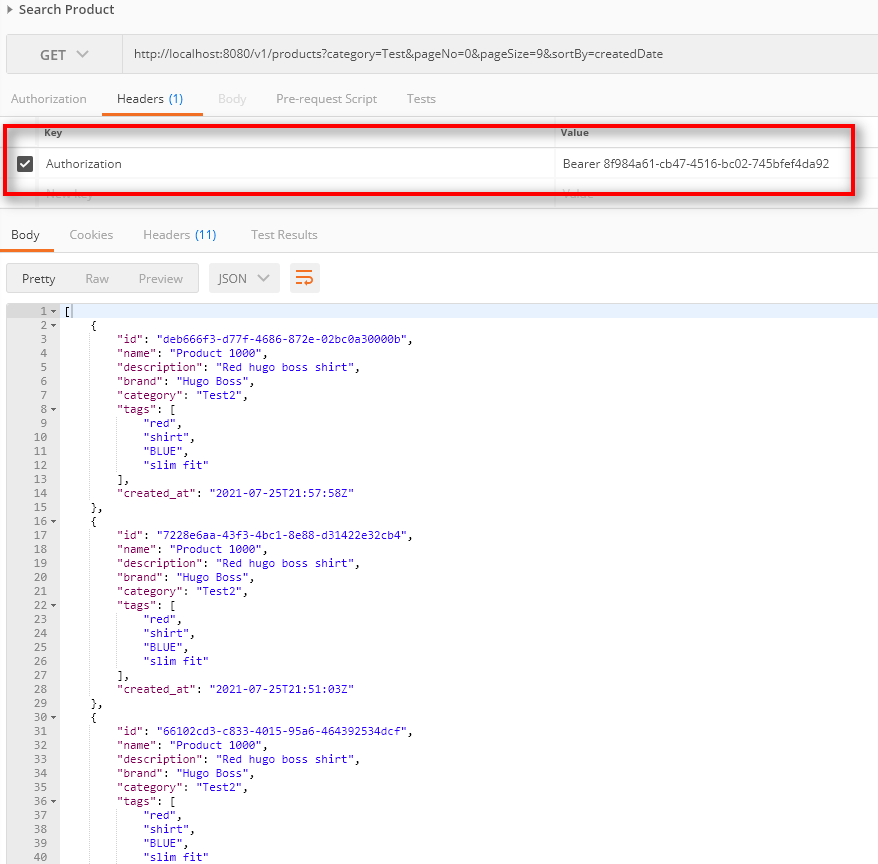 Search Product
GET http://localhost:8080/v1/products?category=Test&pageNo=0&pageSize=9&sortBy=createdDate
Authorization Headers (1) Body Pre-request Script Tests
Key Value
Authorization Bearer 8f984a61-cb47-4516-bc02-745bfef4da92
New key Value
Body Cookies Headers (11) Test Results
Pretty Raw Preview JSON
1 [
2 {
3 "id": "deb666f3-d77f-4686-872e-02bc0a30000b",
4 "name": "Product 1000",
5 "description": "Red hugo boss shirt",
6 "brand": "Hugo Boss",
7 "category": "Test2",
8 "tags": [
9 "red",
10 "shirt",
11 "BLUE",
12 "slim fit"
13 ],
14 "created_at": "2021-07-25T21:57:58Z"
15 },
16 {
17 "id": "7228e6aa-43f3-4bc1-8e88-d31422e32cb4",
18 "name": "Product 1000",
19 "description": "Red hugo boss shirt",
20 "brand": "Hugo Boss",
21 "category": "Test2",
22 "tags": [
23 "red",
24 "shirt",
25 "BLUE",
26 "slim fit"
27 ],
28 "created_at": "2021-07-25T21:51:03Z"
29 },
30 {
31 "id": "66102cd3-c833-4015-95a6-464392534dcf",
32 "name": "Product 1000",
33 "description": "Red hugo boss shirt",
34 "brand": "Hugo Boss",
35 "category": "Test2",
36 "tags": [
37 "red",
38 "shirt",
39 "BLUE",
40 "slim fit"